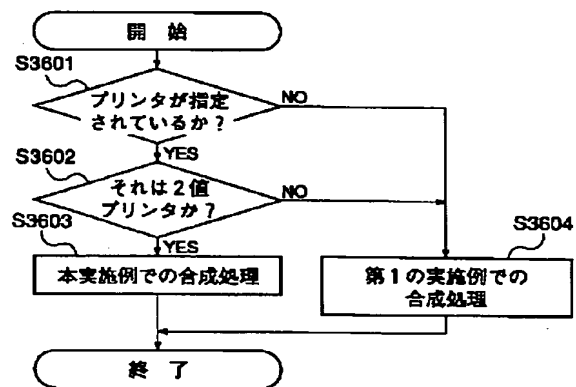 開始
S3601
プリンタが指定
されているか?
NO
YES
S3602
それは2値
プリンタか?
NO
YES
S3603
本実施例での合成処理
S3604
第1の実施例での
合成処理
終了